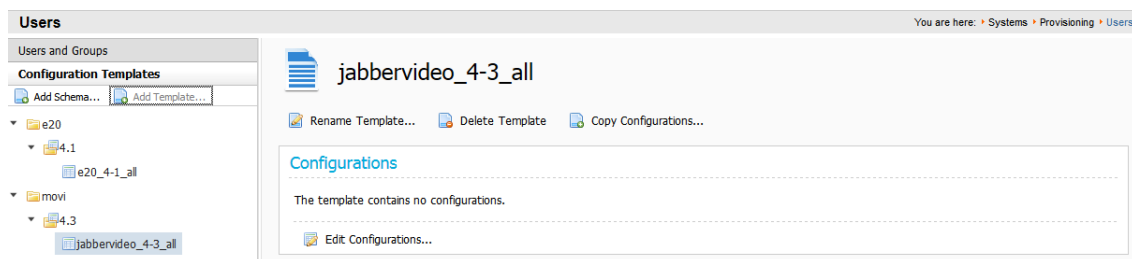 Users
You are here: Systems Provisioning Users
Users and Groups
Configuration Templates
Add Schema... Add Template...
e20
4.1
e20_4-1_all
movi
4.3
jabbervideo_4-3_all
jabbervideo_4-3_all
Rename Template... Delete Template Copy Configurations...
Configurations
The template contains no configurations.
Edit Configurations...